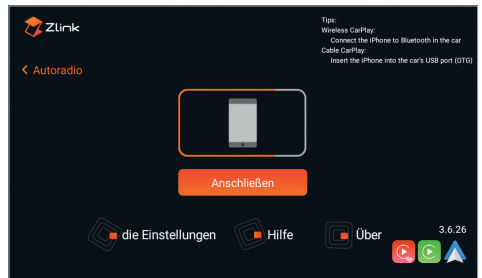 Zlink
Tips:
Wireless CarPlay:
Connect the iPhone to Bluetooth in the car
Cable CarPlay:
Insert the iPhone into the car's USB port (OTG)
Autoradio
Anschließen
die Einstellungen
Hilfe
Über
3.6.26